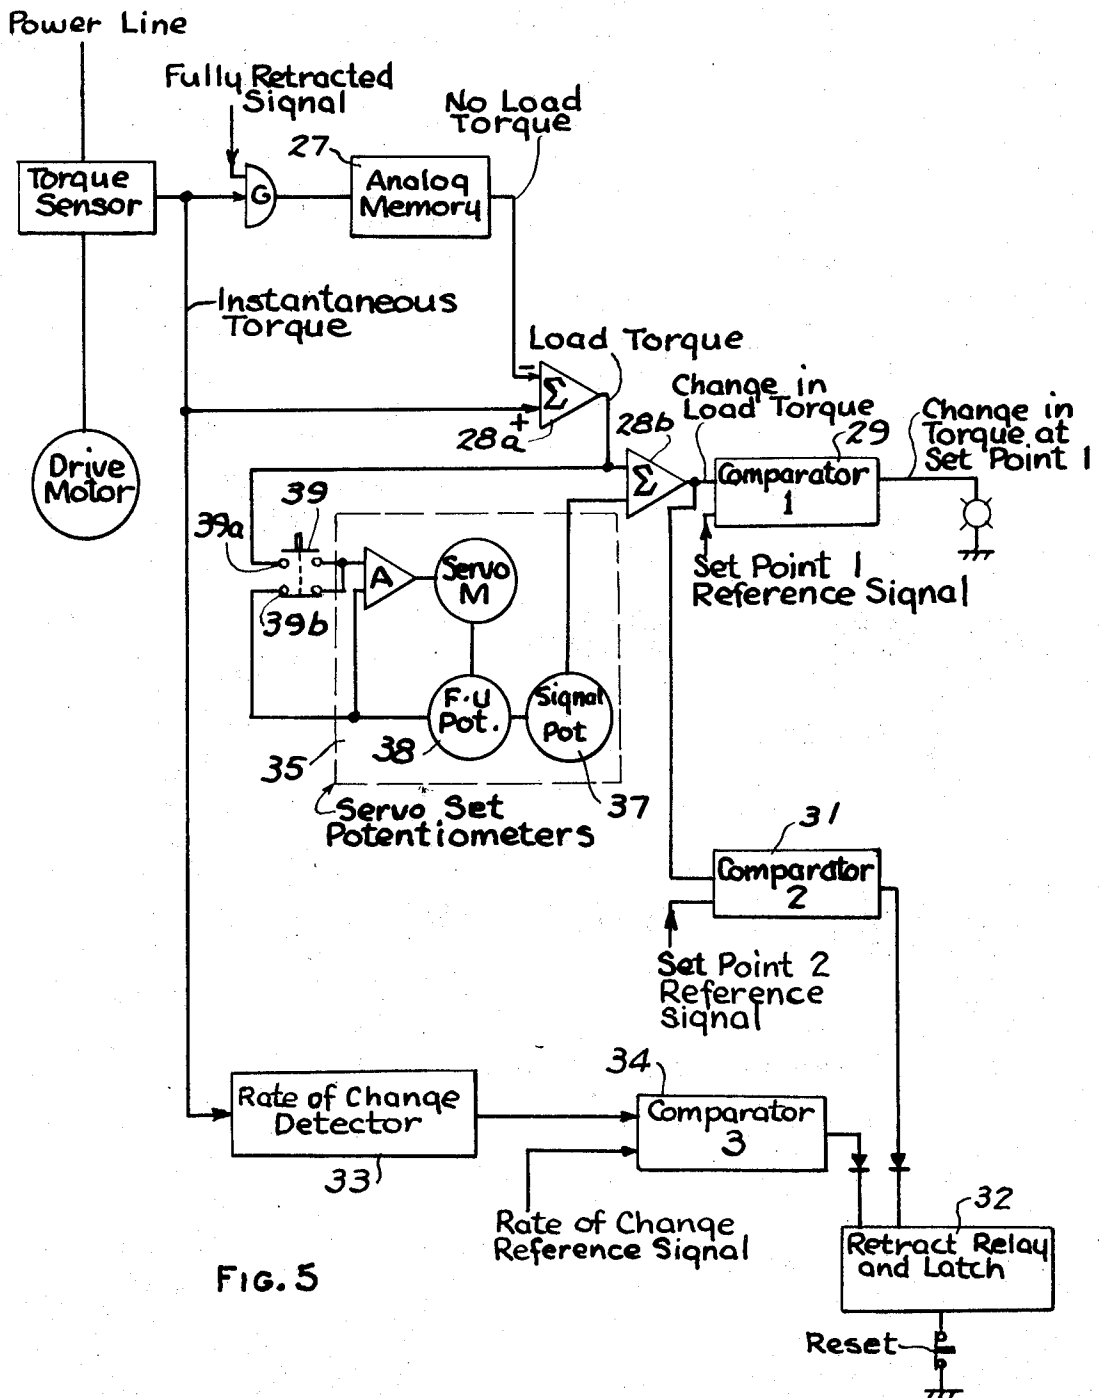 Power Line
Fully Retracted
Signal
No Load
Torque
27
Torque
Sensor
G
Analog
Memory
Instantaneous
Torque
Load Torque
-
Σ
+
28a
Change in
Load Torque
28b
Σ
29
Comparator
1
Change in
Torque at
Set Point 1
Drive
Motor
39
39a
39b
A
Servo
M
Set Point 1
Reference Signal
F.U
Pot.
Signal
Pot
35
38
37
Servo Set
Potentiometers
31
Comparator
2
Set Point 2
Reference
Signal
34
Rate of Change
Detector
33
Comparator
3
Rate of Change
Reference Signal
32
Retract Relay
and Latch
Reset
FIG. 5